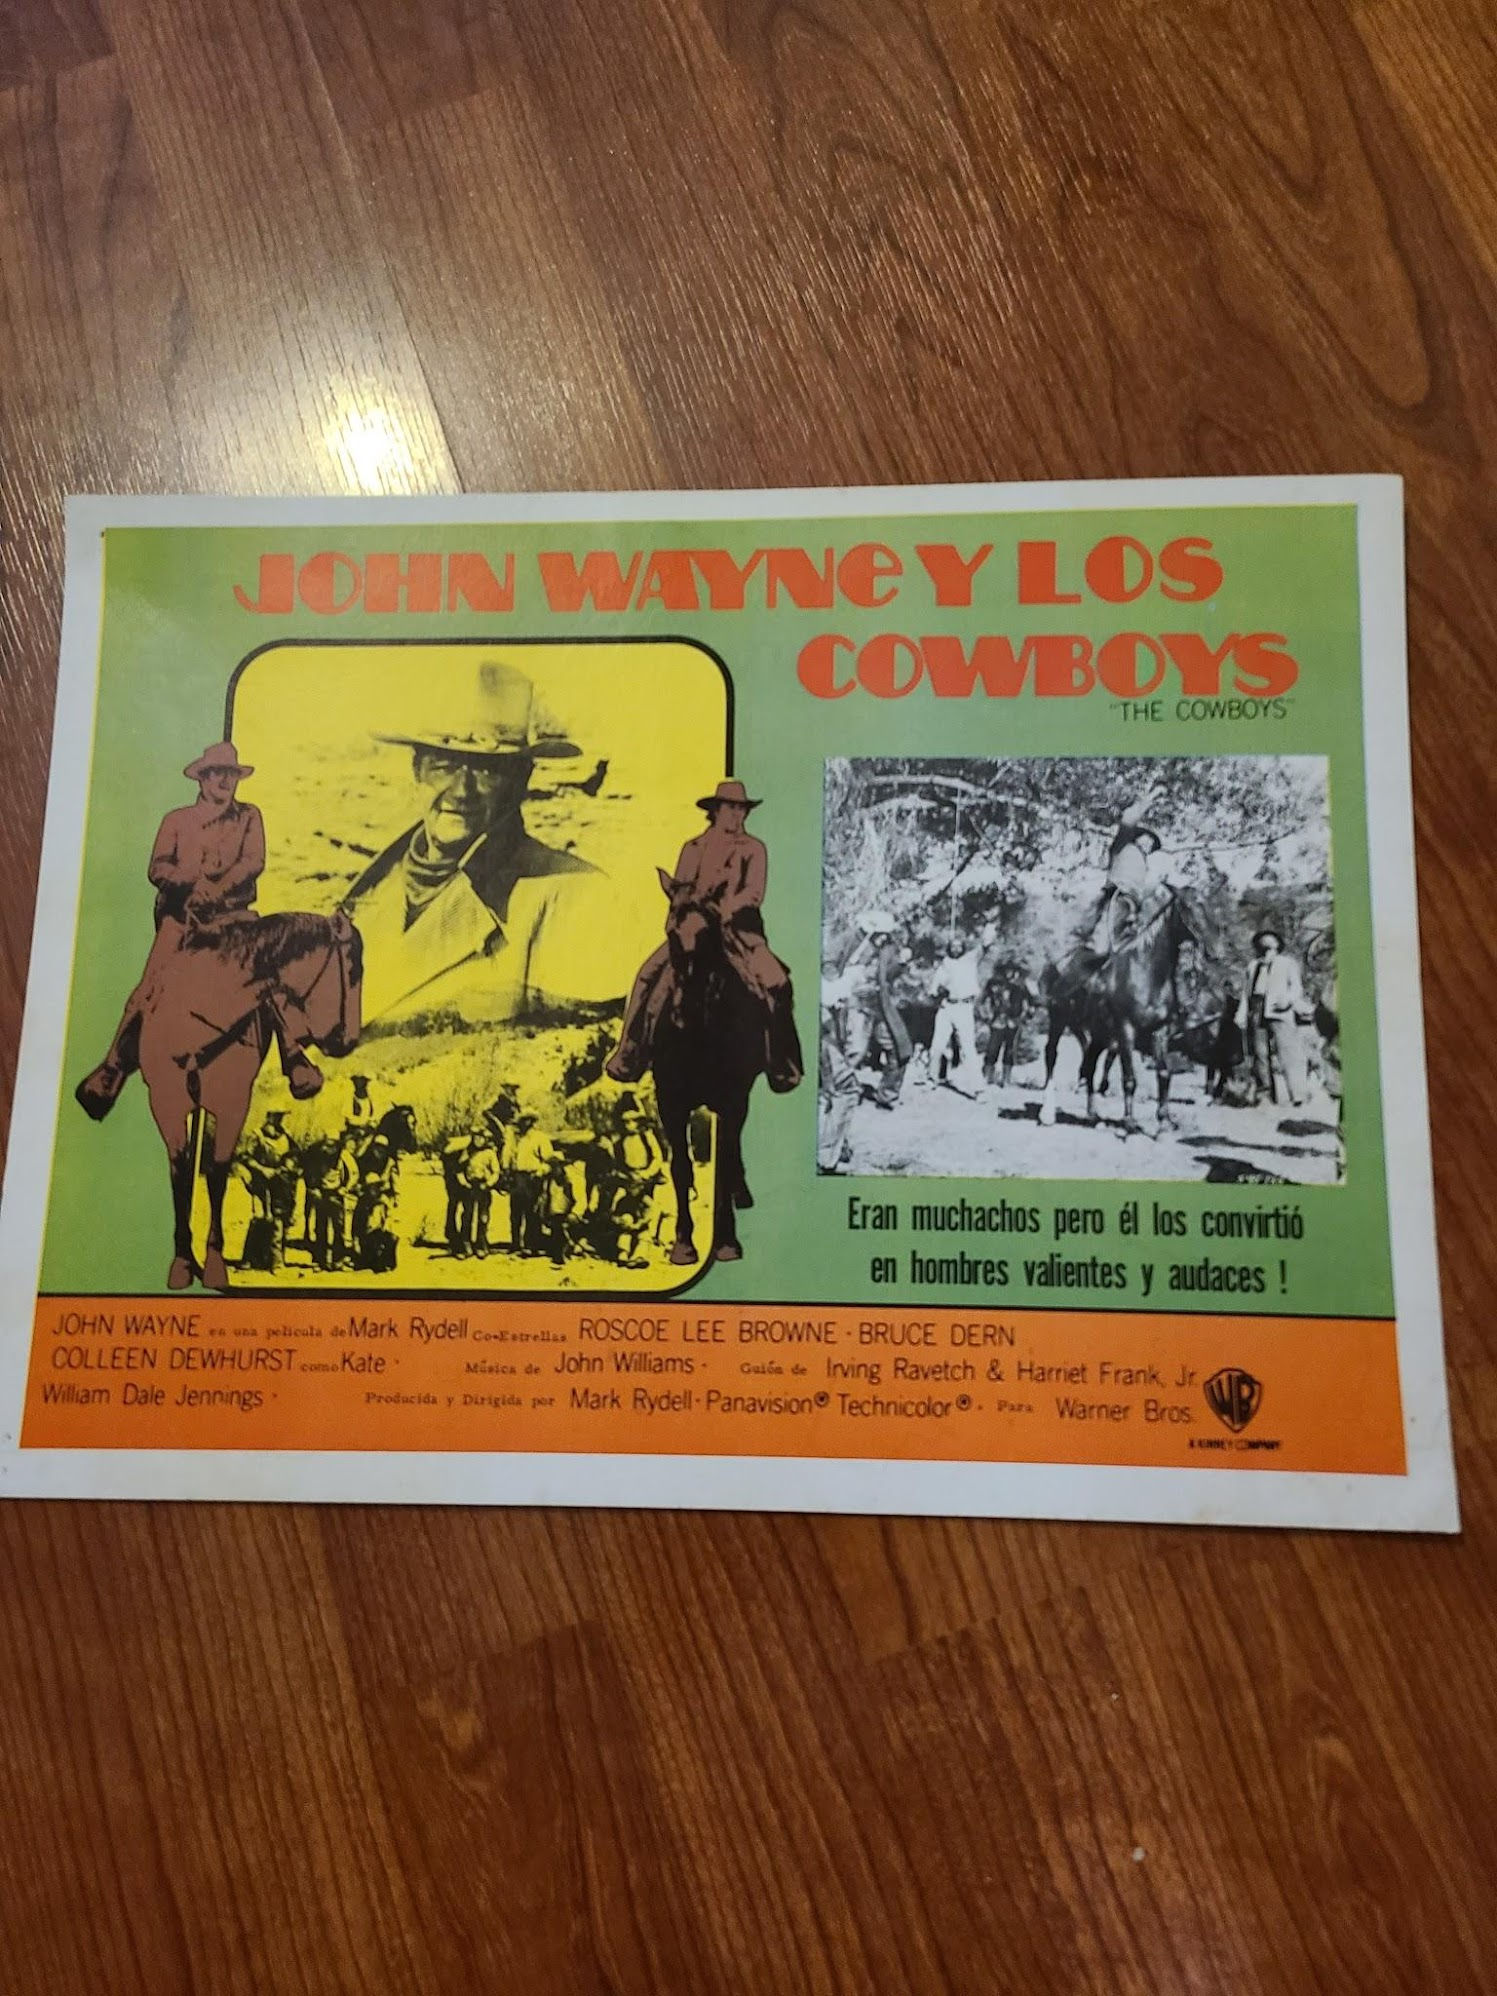 JOHN WAYNE Y LOS
COWBOYS
"THE COWBOYS"
Eran muchachos pero él los convirtió
en hombres valientes y audaces !
JOHN WAYNE en una película de Mark Rydell Co-Estrellas ROSCOE LEE BROWNE · BRUCE DERN
COLLEEN DEWHURST como Kate · Música de John Williams · Guión de Irving Ravetch & Harriet Frank, Jr.
William Dale Jennings · Producida y Dirigida por Mark Rydell · Panavision® Technicolor® · Para Warner Bros.
WB
A KINNEY COMPANY